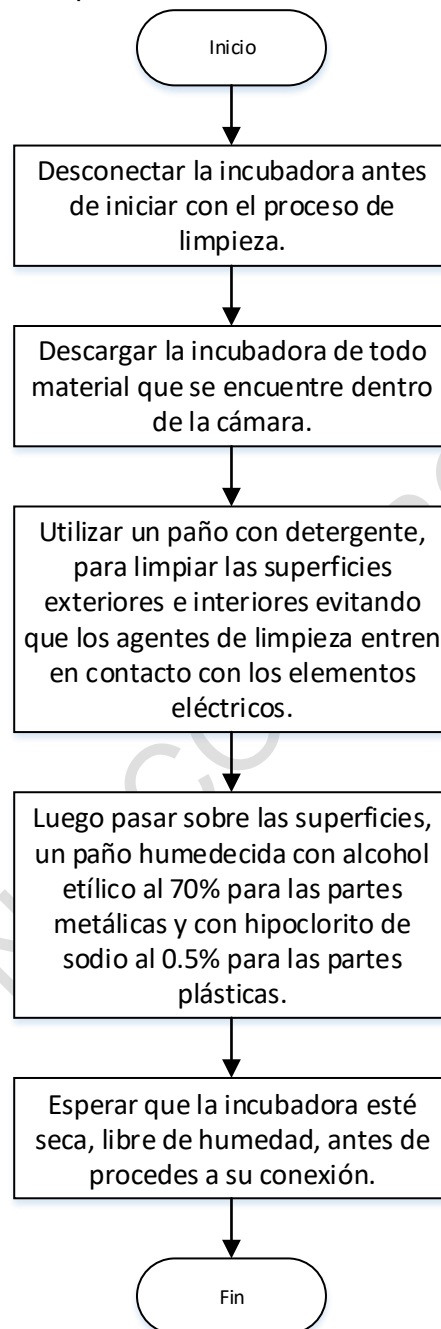 Inicio
Desconectar la incubadora antes
de iniciar con el proceso de
limpieza.
Descargar la incubadora de todo
material que se encuentre dentro
de la cámara.
Utilizar un paño con detergente,
para limpiar las superficies
exteriores e interiores evitando
que los agentes de limpieza entren
en contacto con los elementos
eléctricos.
Luego pasar sobre las superficies,
un paño humedecida con alcohol
etílico al 70% para las partes
metálicas y con hipoclorito de
sodio al 0.5% para las partes
plásticas.
Esperar que la incubadora esté
seca, libre de humedad, antes de
procedes a su conexión.
Fin